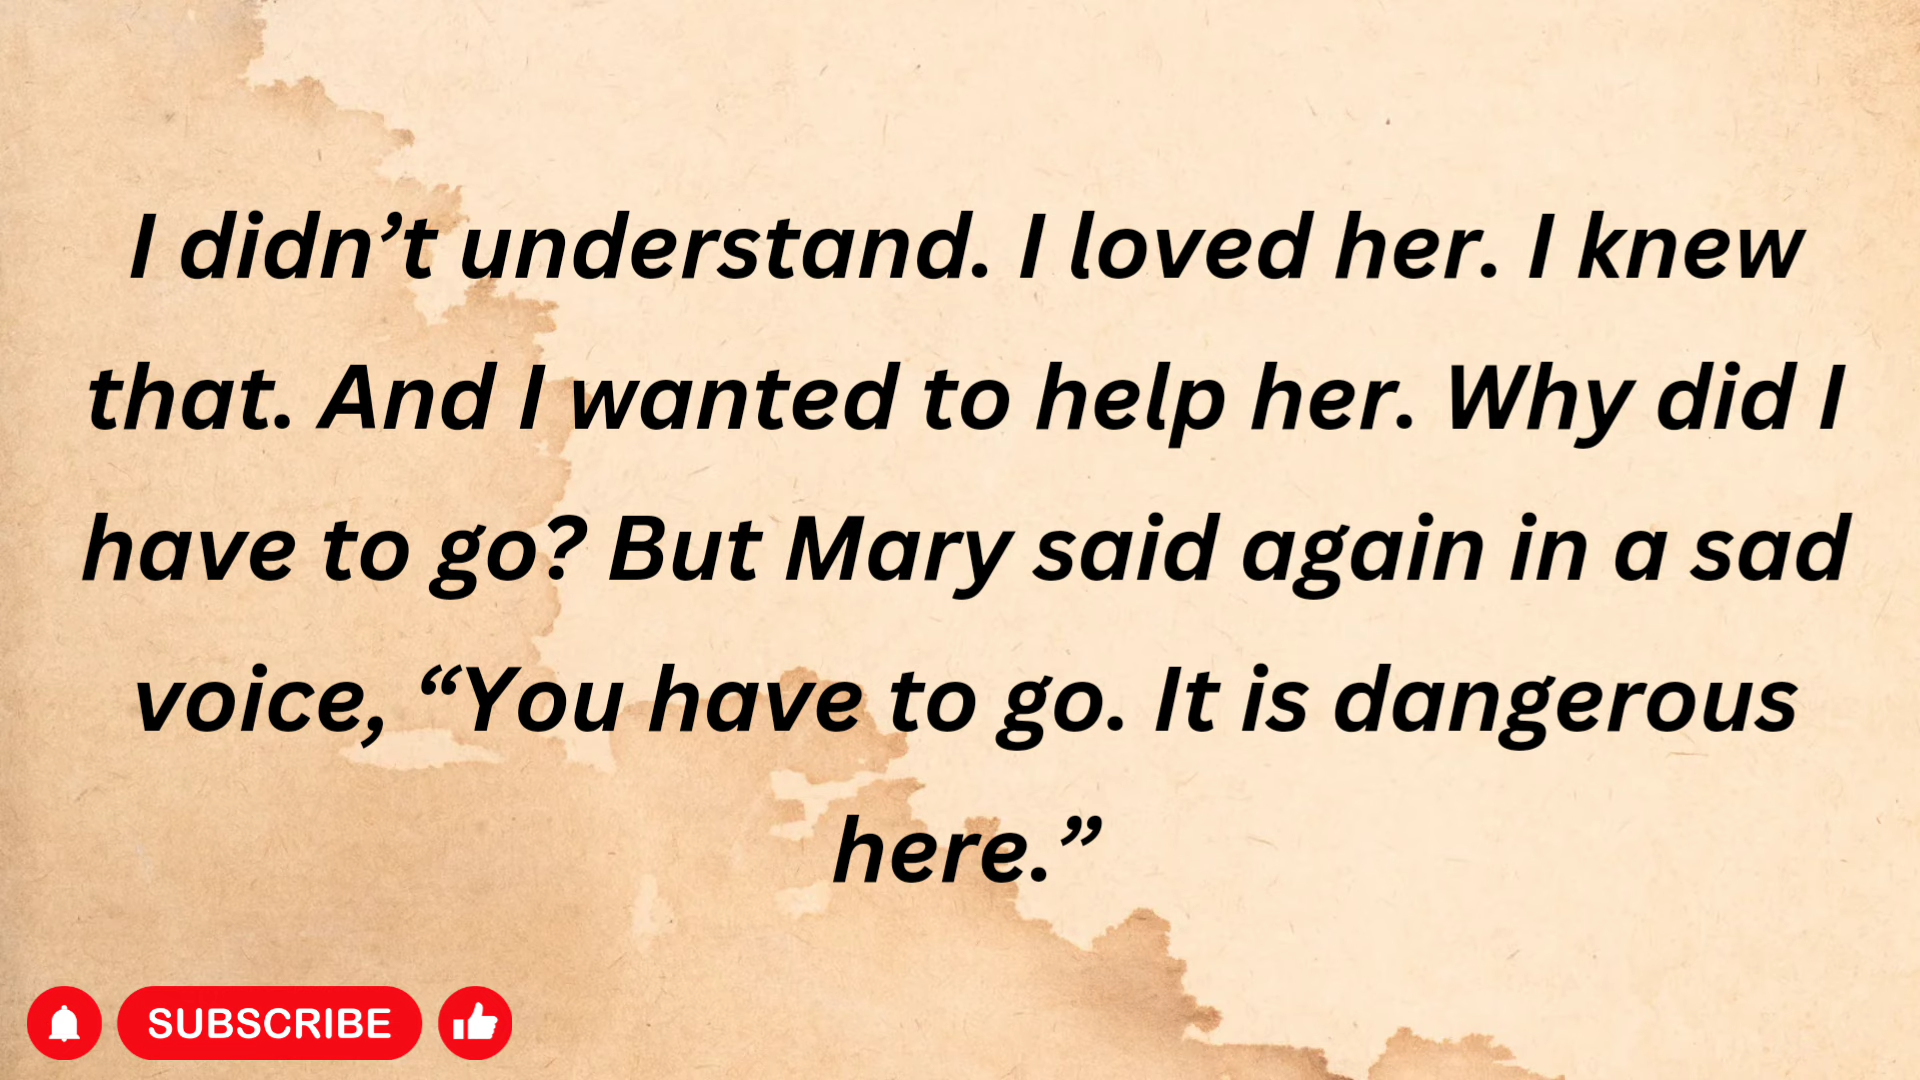 I didn’t understand. I loved her. I knew
that. And I wanted to help her. Why did I
have to go? But Mary said again in a sad
voice, “You have to go. It is dangerous
here.”
SUBSCRIBE